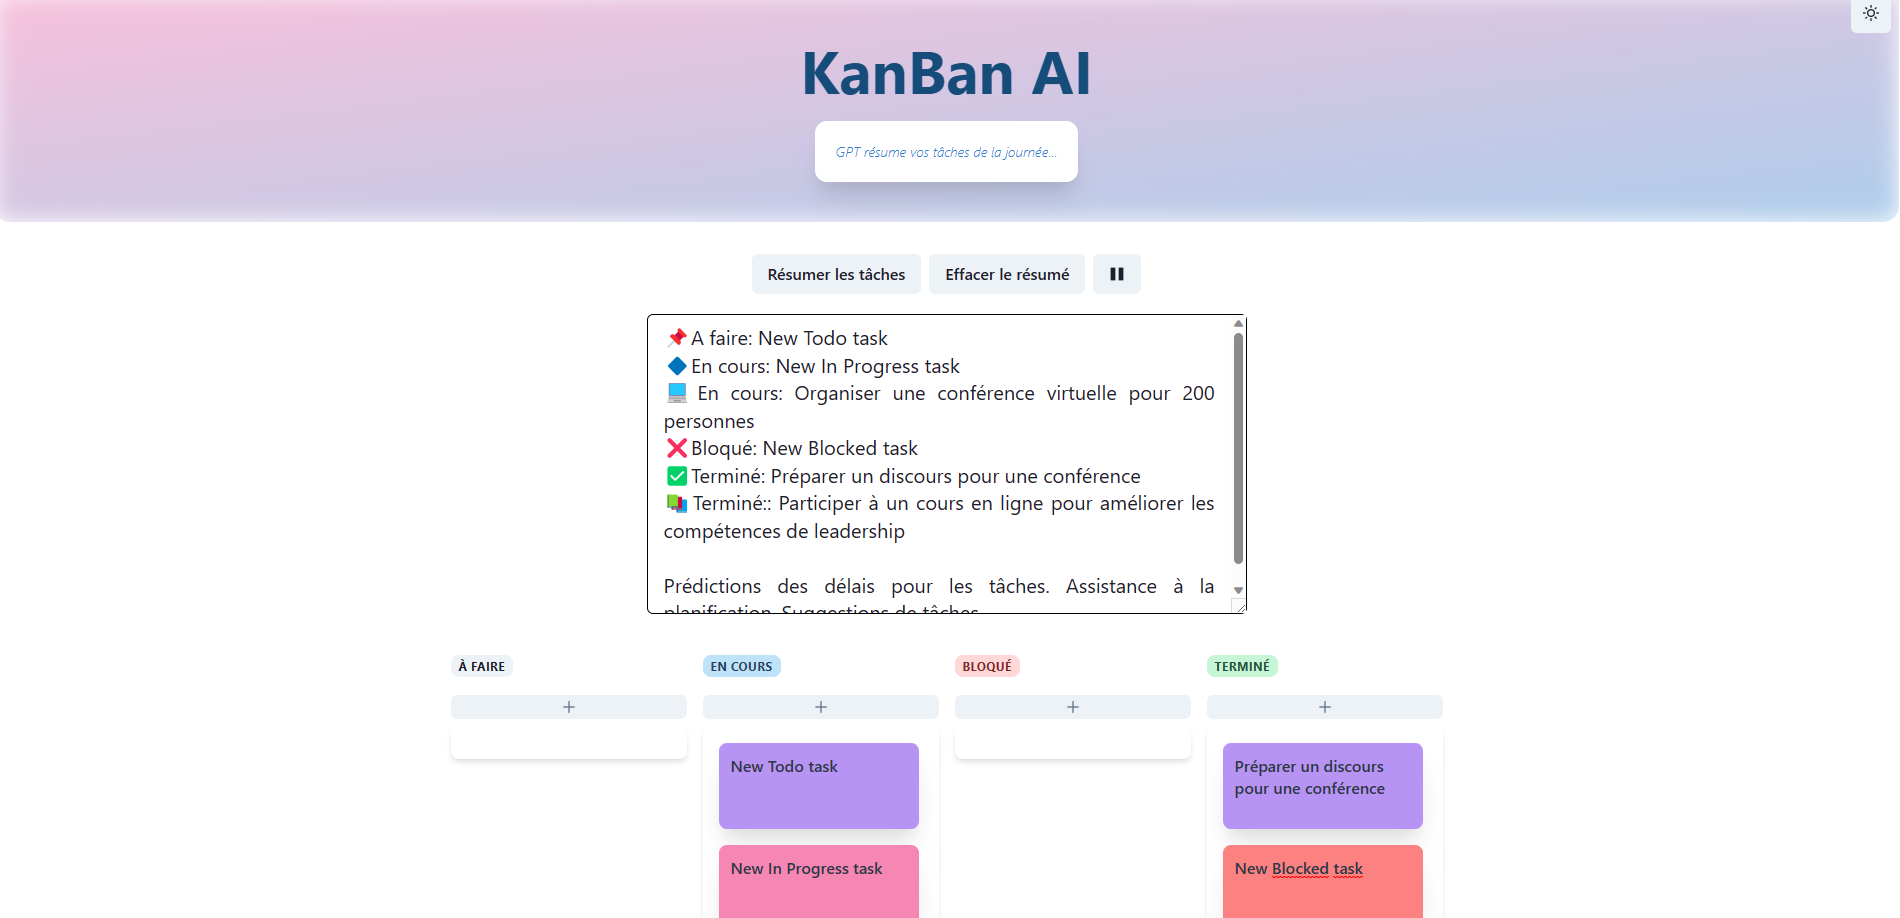 KanBan AI
GPT résume vos tâches de la journée...
Résumer les tâches
Effacer le résumé
📌 A faire: New Todo task
🔷 En cours: New In Progress task
💻 En cours: Organiser une conférence virtuelle pour 200
personnes
❌ Bloqué: New Blocked task
✅ Terminé: Préparer un discours pour une conférence
📚 Terminé:: Participer à un cours en ligne pour améliorer les
compétences de leadership
Prédictions des délais pour les tâches. Assistance à la
planification. Suggestions de tâches
À FAIRE
EN COURS
BLOQUÉ
TERMINÉ
+
+
+
+
New Todo task
New In Progress task
Préparer un discours
pour une conférence
New Blocked task